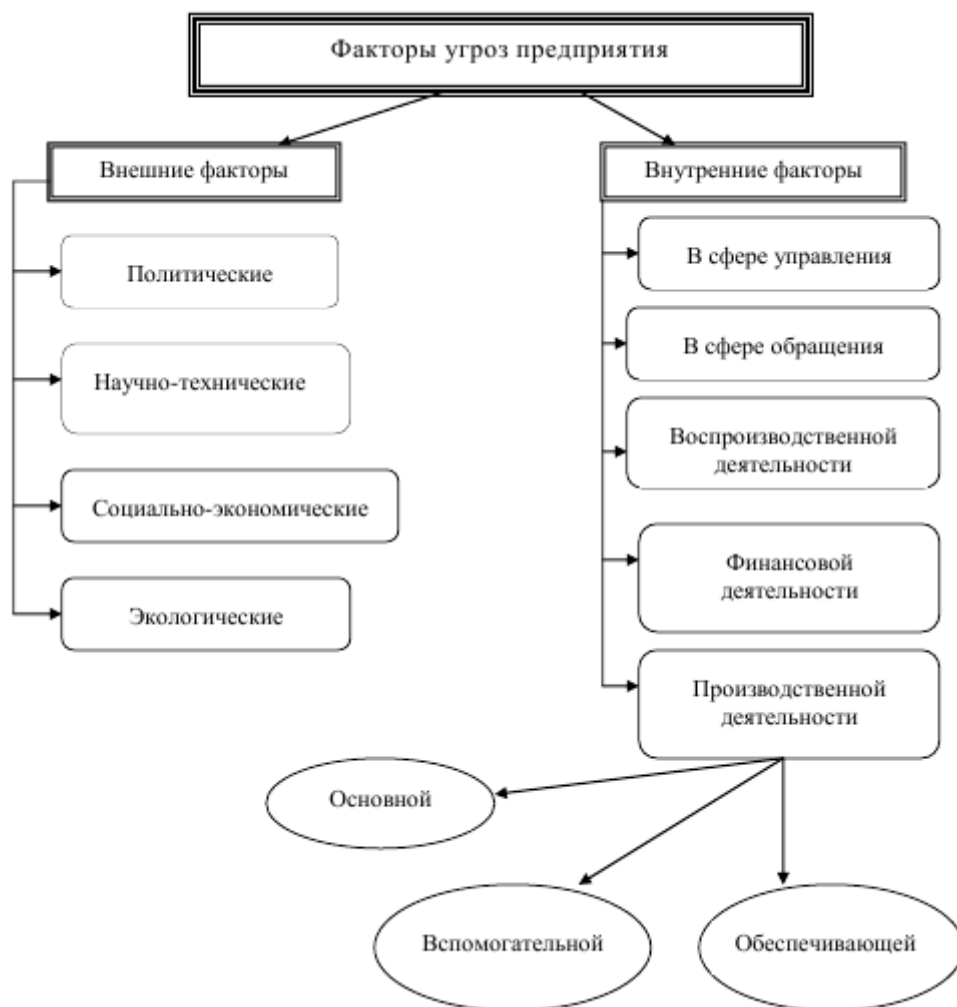 Факторы угроз предприятия
Внешние факторы
Политические
Научно-технические
Социально-экономические
Экологические
Внутренние факторы
В сфере управления
В сфере обращения
Воспроизводственной
деятельности
Финансовой
деятельности
Производственной
деятельности
Основной
Вспомогательной
Обеспечивающей